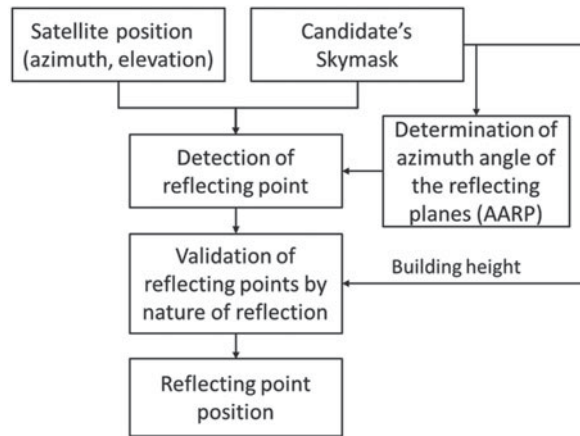 Satellite position
(azimuth, elevation)
Candidate's
Skymask
Detection of
reflecting point
Determination of
azimuth angle of
the reflecting
planes (AARP)
Validation of
reflecting points by
nature of reflection
Building height
Reflecting point
position